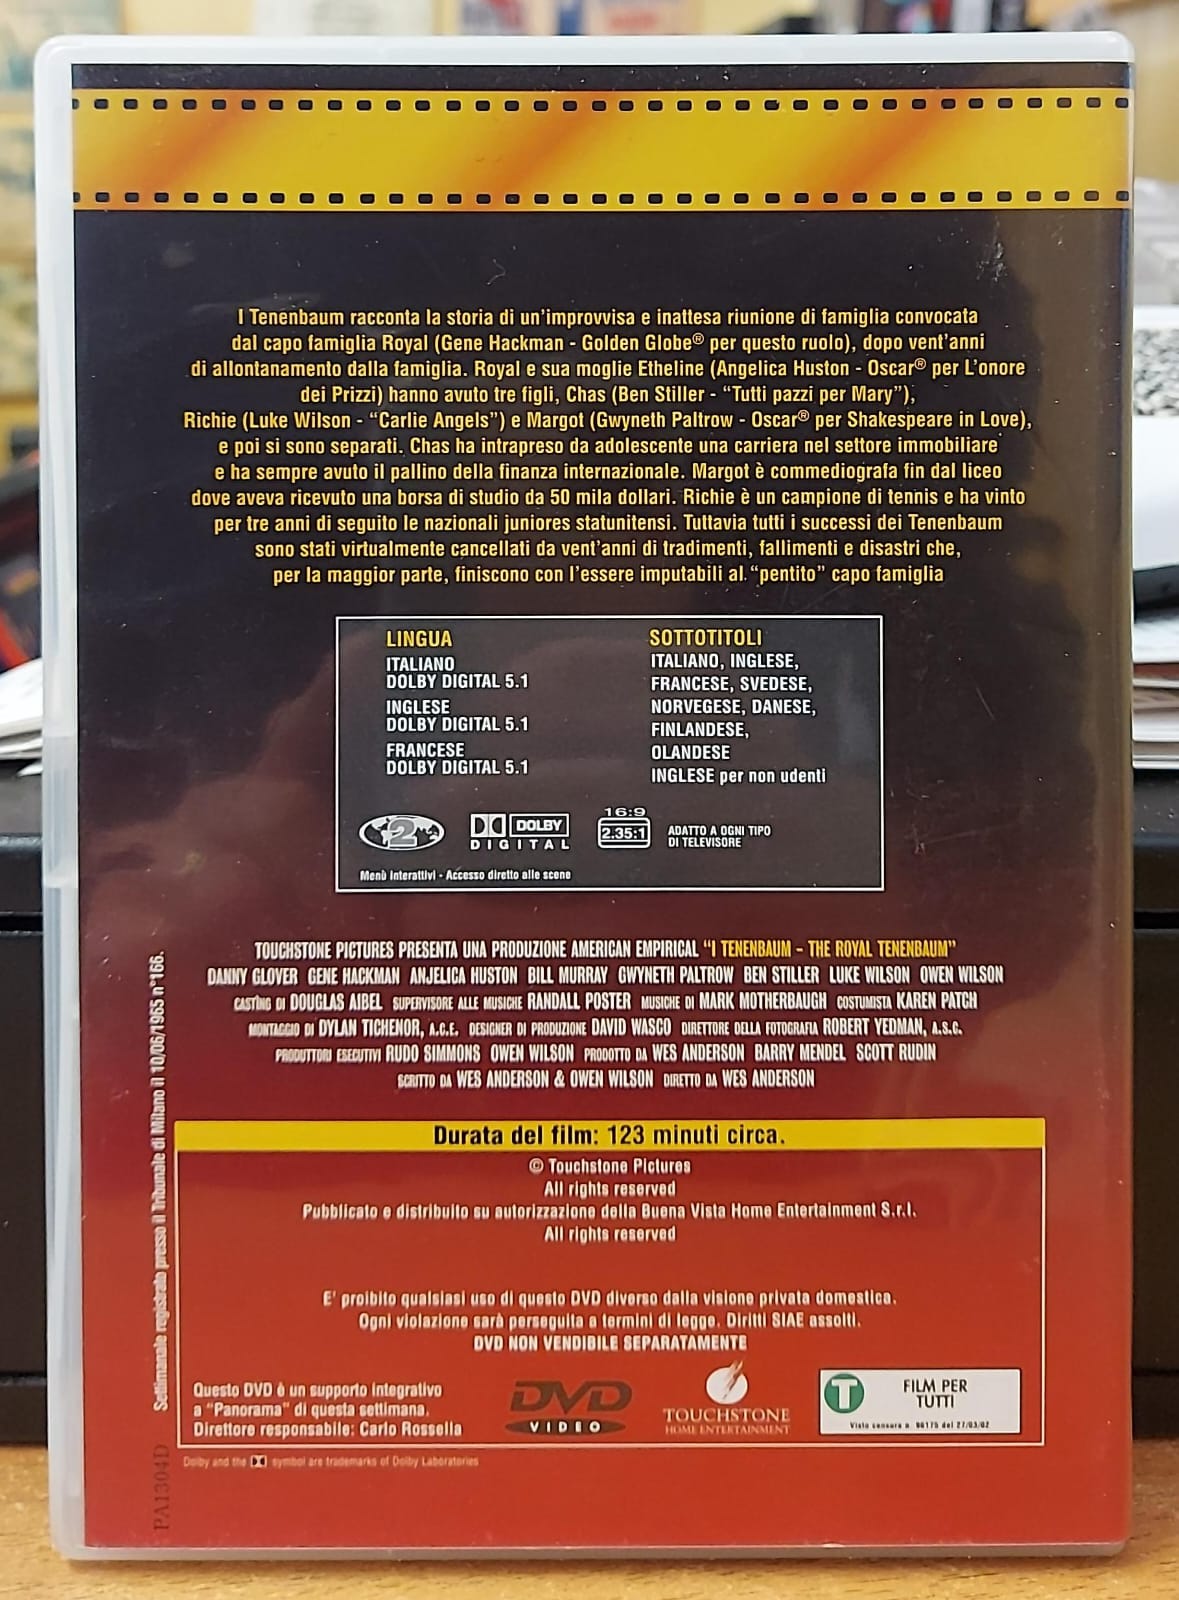 I Tenenbaum racconta la storia di un'improvvisa e inattesa riunione di famiglia convocata
dal capo famiglia Royal (Gene Hackman - Golden Globe® per questo ruolo), dopo vent'anni
di allontanamento dalla famiglia. Royal e sua moglie Etheline (Angelica Huston - Oscar® per L'onore
dei Prizzi) hanno avuto tre figli, Chas (Ben Stiller - "Tutti pazzi per Mary"),
Richie (Luke Wilson - "Carlie Angels") e Margot (Gwyneth Paltrow - Oscar® per Shakespeare in Love),
e poi si sono separati. Chas ha intrapreso da adolescente una carriera nel settore immobiliare
e ha sempre avuto il pallino della finanza internazionale. Margot è commediografa fin dal liceo
dove aveva ricevuto una borsa di studio da 50 mila dollari. Richie è un campione di tennis e ha vinto
per tre anni di seguito le nazionali juniores statunitensi. Tuttavia tutti i successi dei Tenenbaum
sono stati virtualmente cancellati da vent'anni di tradimenti, fallimenti e disastri che,
per la maggior parte, finiscono con l'essere imputabili al "pentito" capo famiglia
LINGUA
ITALIANO
DOLBY DIGITAL 5.1
INGLESE
DOLBY DIGITAL 5.1
FRANCESE
DOLBY DIGITAL 5.1
SOTTOTITOLI
ITALIANO, INGLESE,
FRANCESE, SVEDESE,
NORVEGESE, DANESE,
FINLANDESE,
OLANDESE
INGLESE per non udenti
2
DOLBY
DIGITAL
16:9
2.35:1
ADATTO A OGNI TIPO
DI TELEVISORE
Menù Interattivi - Accesso diretto alle scene
TOUCHSTONE PICTURES PRESENTA UNA PRODUZIONE AMERICAN EMPIRICAL "I TENENBAUM - THE ROYAL TENENBAUM"
DANNY GLOVER GENE HACKMAN ANJELICA HUSTON BILL MURRAY GWYNETH PALTROW BEN STILLER LUKE WILSON OWEN WILSON
CASTING DI DOUGLAS AIBEL SUPERVISORE ALLE MUSICHE RANDALL POSTER MUSICHE DI MARK MOTHERBAUGH COSTUMISTA KAREN PATCH
MONTAGGIO DI DYLAN TICHENOR, A.C.E. DESIGNER DI PRODUZIONE DAVID WASCO DIRETTORE DELLA FOTOGRAFIA ROBERT YEDMAN, A.S.C.
PRODUTTORI ESECUTIVI RUDO SIMMONS OWEN WILSON PRODOTTO DA WES ANDERSON BARRY MENDEL SCOTT RUDIN
SCRITTO DA WES ANDERSON & OWEN WILSON DIRETTO DA WES ANDERSON
Durata del film: 123 minuti circa.
© Touchstone Pictures
All rights reserved
Pubblicato e distribuito su autorizzazione della Buena Vista Home Entertainment S.r.l.
All rights reserved
E' proibito qualsiasi uso di questo DVD diverso dalla visione privata domestica.
Ogni violazione sarà perseguita a termini di legge. Diritti SIAE assolti.
DVD NON VENDIBILE SEPARATAMENTE
Questo DVD è un supporto integrativo
a "Panorama" di questa settimana.
Direttore responsabile: Carlo Rossella
DVD
VIDEO
TOUCHSTONE
HOME ENTERTAINMENT
T
FILM PER
TUTTI
Visto censura n. 96175 del 27/03/02
Dolby and the symbol are trademarks of Dolby Laboratories
Settimanale registrato presso il Tribunale di Milano il 10/06/1965 n°166.
PA1304D